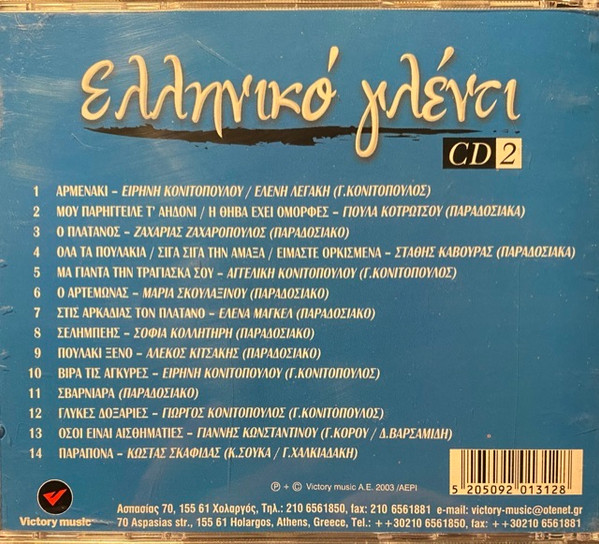 Ελληνικό γλέντι
CD 2
1 ΑΡΜΕΝΑΚΙ – ΕΙΡΗΝΗ ΚΟΝΙΤΟΠΟΥΛΟΥ / ΕΛΕΝΗ ΛΕΓΑΚΗ (Γ.ΚΟΝΙΤΟΠΟΥΛΟΣ)
2 ΜΟΥ ΠΑΡΗΓΓΕΙΛΕ Τ' ΑΗΔΟΝΙ / Η ΘΗΒΑ ΕΧΕΙ ΟΜΟΡΦΕΣ – ΓΙΟΥΛΑ ΚΟΤΡΩΤΣΟΥ (ΠΑΡΑΔΟΣΙΑΚΑ)
3 Ο ΠΛΑΤΑΝΟΣ – ΖΑΧΑΡΙΑΣ ΖΑΧΑΡΟΠΟΥΛΟΣ (ΠΑΡΑΔΟΣΙΑΚΟ)
4 ΟΛΑ ΤΑ ΠΟΥΛΑΚΙΑ / ΣΙΓΑ ΣΙΓΑ ΤΗΝ ΑΜΑΞΑ / ΕΙΜΑΣΤΕ ΟΡΚΙΣΜΕΝΑ – ΣΤΑΘΗΣ ΚΑΒΟΥΡΑΣ (ΠΑΡΑΔΟΣΙΑΚΑ)
5 ΜΑ ΓΙΑΝΤΑ ΤΗΝ ΤΡΑΓΙΑΣΚΑ ΣΟΥ – ΑΓΓΕΛΙΚΗ ΚΟΝΙΤΟΠΟΥΛΟΥ (Γ.ΚΟΝΙΤΟΠΟΥΛΟΣ)
6 Ο ΑΡΤΕΜΩΝΑΣ – ΜΑΡΙΑ ΣΚΟΥΛΑΞΙΝΟΥ (ΠΑΡΑΔΟΣΙΑΚΟ)
7 ΣΤΙΣ ΑΡΚΑΔΙΑΣ ΤΟΝ ΠΛΑΤΑΝΟ – ΕΛΕΝΑ ΜΑΓΚΕΛ (ΠΑΡΑΔΟΣΙΑΚΟ)
8 ΣΕΛΗΜΠΕΗΣ – ΣΟΦΙΑ ΚΟΛΛΗΤΗΡΗ (ΠΑΡΑΔΟΣΙΑΚΟ)
9 ΠΟΥΛΑΚΙ ΞΕΝΟ – ΑΛΕΚΟΣ ΚΙΤΣΑΚΗΣ (ΠΑΡΑΔΟΣΙΑΚΟ)
10 ΒΙΡΑ ΤΙΣ ΑΓΚΥΡΕΣ – ΕΙΡΗΝΗ ΚΟΝΙΤΟΠΟΥΛΟΥ (Γ.ΚΟΝΙΤΟΠΟΥΛΟΣ)
11 ΣΒΑΡΝΙΑΡΑ (ΠΑΡΑΔΟΣΙΑΚΟ)
12 ΓΛΥΚΕΣ ΔΟΞΑΡΙΕΣ – ΓΙΩΡΓΟΣ ΚΟΝΙΤΟΠΟΥΛΟΣ (Γ.ΚΟΝΙΤΟΠΟΥΛΟΣ)
13 ΟΣΟΙ ΕΙΝΑΙ ΑΙΣΘΗΜΑΤΙΕΣ – ΓΙΑΝΝΗΣ ΚΩΝΣΤΑΝΤΙΝΟΥ (Γ.ΚΟΡΟΥ / Δ.ΒΑΡΣΑΜΙΔΗ)
14 ΠΑΡΑΠΟΝΑ – ΚΩΣΤΑΣ ΣΚΑΦΙΔΑΣ (Κ.ΣΟΥΚΑ / Γ.ΧΑΛΚΙΑΔΑΚΗ)
℗ + © Victory music A.E. 2003 /AEPI
5 205092 013128
Victory music
Ασπασίας 70, 155 61 Χολαργός, Τηλ.: 210 6561850, fax: 210 6561881 e-mail: victory-music@otenet.gr
70 Aspasias str., 155 61 Holargos, Athens, Greece, Tel.: ++30210 6561850, fax: ++30210 6561881